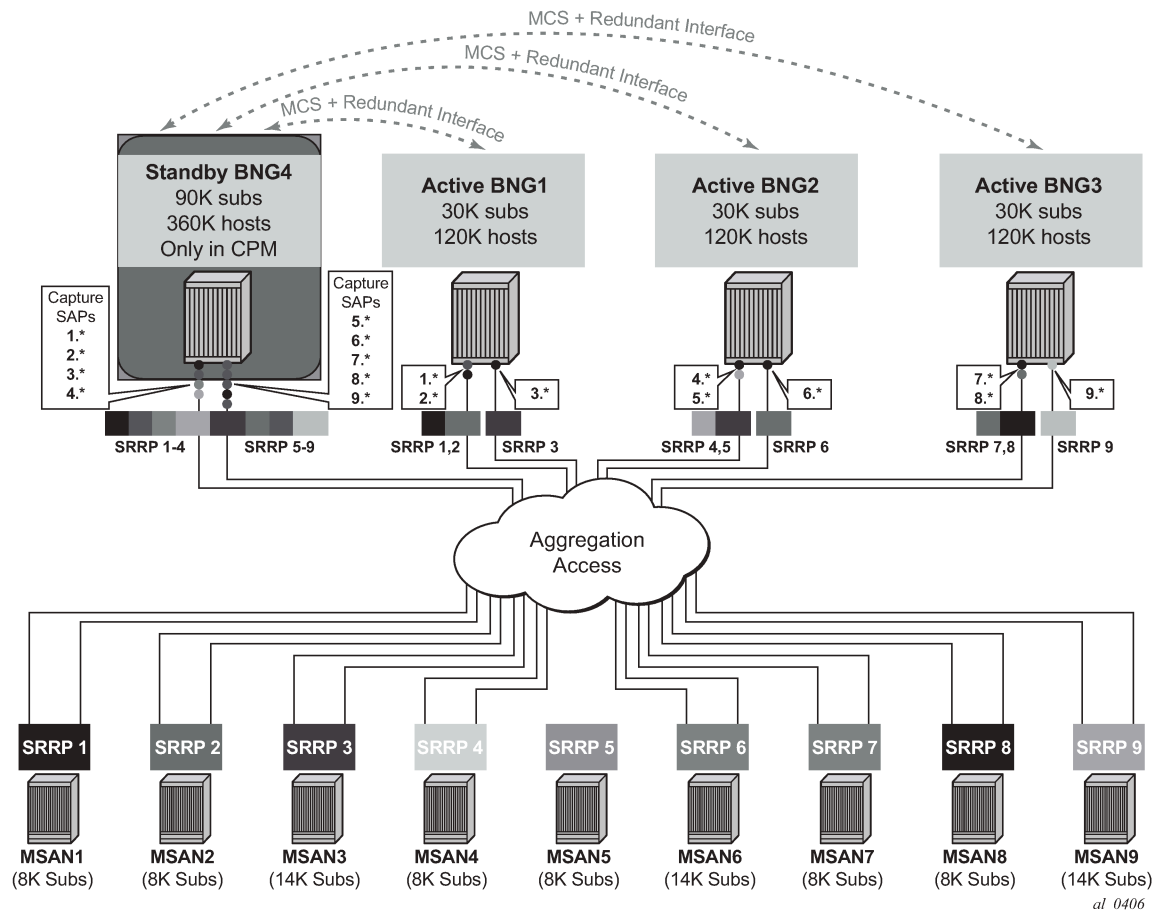 MCS + Redundant Interface
MCS + Redundant Interface
MCS + Redundant Interface
Standby BNG4
90K subs
360K hosts
Only in CPM
Active BNG1
30K subs
120K hosts
Active BNG2
30K subs
120K hosts
Active BNG3
30K subs
120K hosts
Capture
SAPs
1.*
2.*
3.*
4.*
Capture
SAPs
5.*
6.*
7.*
8.*
9.*
1.*
2.*
3.*
4.*
5.*
6.*
7.*
8.*
9.*
SRRP 1-4
SRRP 5-9
SRRP 1,2
SRRP 3
SRRP 4,5
SRRP 6
SRRP 7,8
SRRP 9
Aggregation
Access
SRRP 1
SRRP 2
SRRP 3
SRRP 4
SRRP 5
SRRP 6
SRRP 7
SRRP 8
SRRP 9
MSAN1
(8K Subs)
MSAN2
(8K Subs)
MSAN3
(14K Subs)
MSAN4
(8K Subs)
MSAN5
(8K Subs)
MSAN6
(14K Subs)
MSAN7
(8K Subs)
MSAN8
(8K Subs)
MSAN9
(14K Subs)
al_0406